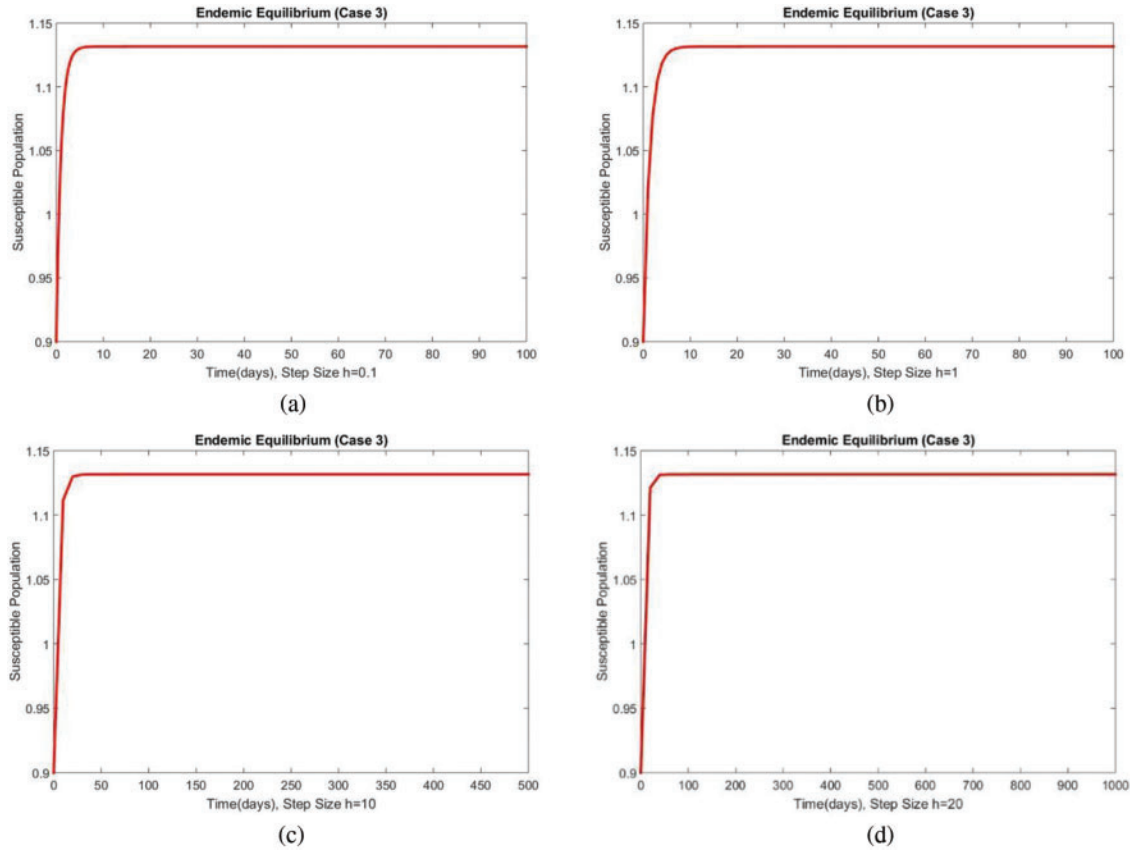 Endemic Equilibrium (Case 3)
1.15
1.1
1.05
1
0.95
0.9
Susceptible Population
0 10 20 30 40 50 60 70 80 90 100
Time(days), Step Size h=0.1
(a)
Endemic Equilibrium (Case 3)
1.15
1.1
1.05
1
0.95
0.9
Susceptible Population
0 10 20 30 40 50 60 70 80 90 100
Time(days), Step Size h=1
(b)
Endemic Equilibrium (Case 3)
1.15
1.1
1.05
1
0.95
0.9
Susceptible Population
0 50 100 150 200 250 300 350 400 450 500
Time(days), Step Size h=10
(c)
Endemic Equilibrium (Case 3)
1.15
1.1
1.05
1
0.95
0.9
Susceptible Population
0 100 200 300 400 500 600 700 800 900 1000
Time(days), Step Size h=20
(d)